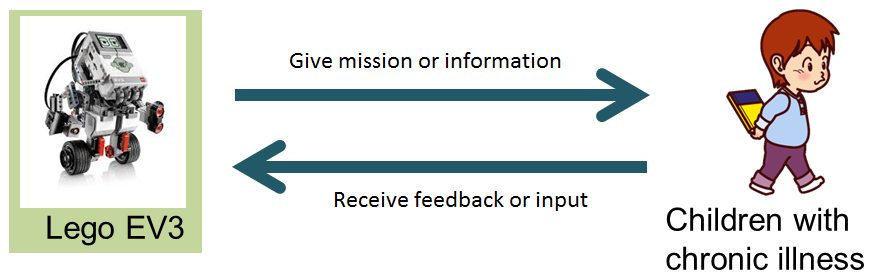 Give mission or information
Receive feedback or input
Lego EV3
Children with
chronic illness